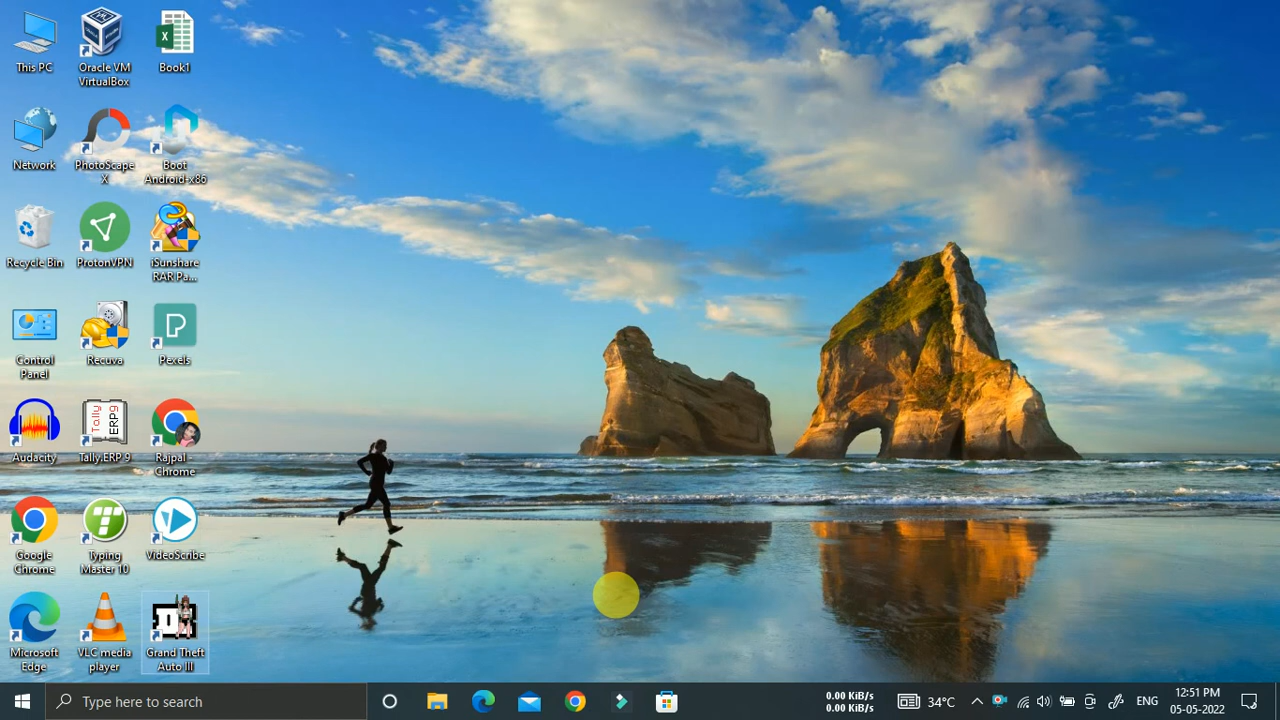 This PC
Oracle VM
VirtualBox
Book1
Network
PhotoScape
X
Boot
Android-x86
Recycle Bin
ProtonVPN
iSunshare
RAR Pa...
Control
Panel
Recuva
Pexels
Audacity
Tally
ERP9
Tally.ERP 9
Rajpal -
Chrome
Google
Chrome
Typing
Master 10
VideoScribe
Microsoft
Edge
VLC media
player
Grand Theft
Auto III
Type here to search
0.00 KiB/s
0.00 KiB/s
34°C
ENG
12:51 PM
05-05-2022